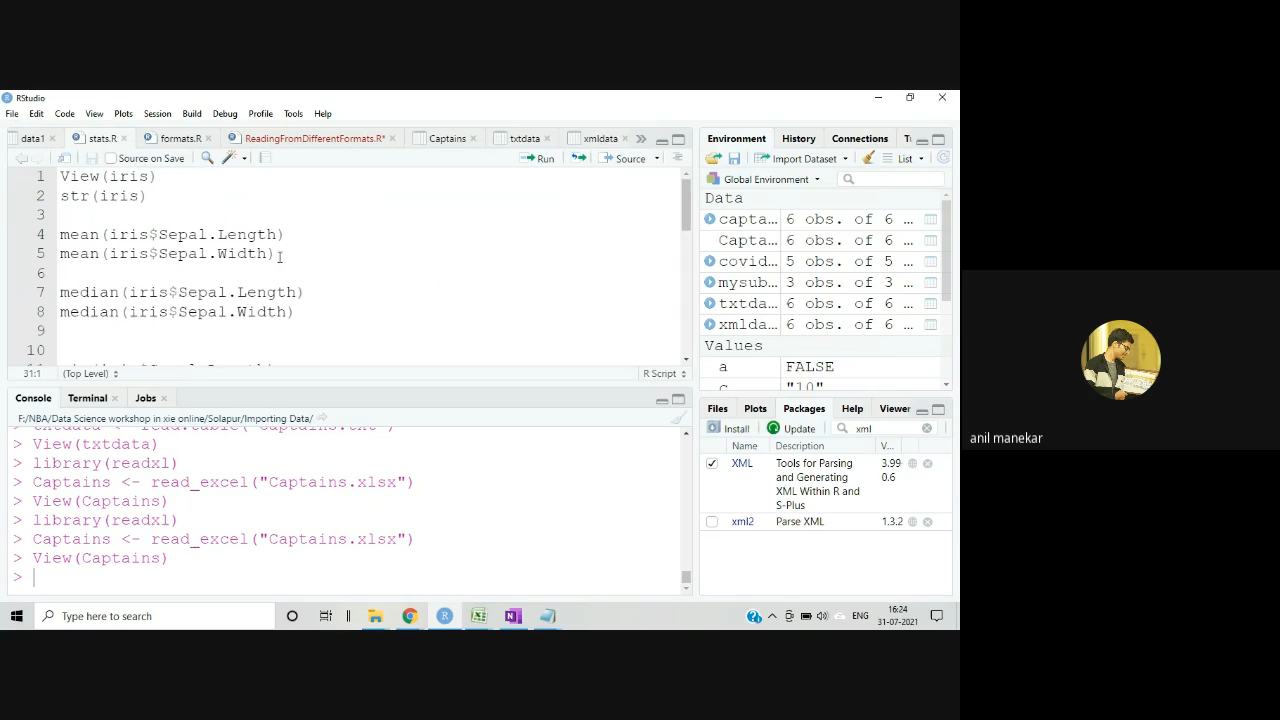 RStudio
File Edit Code View Plots Session Build Debug Profile Tools Help
data1 stats.R formats.R ReadingFromDifferentFormats.R* Captains txtdata xmldata
Source on Save Run Source
1 View(iris)
2 str(iris)
3
4 mean(iris$Sepal.Length)
5 mean(iris$Sepal.Width)
6
7 median(iris$Sepal.Length)
8 median(iris$Sepal.Width)
9
10
31:1 (Top Level) R Script
Console Terminal Jobs
F:/NBA/Data Science workshop in xie online/Solapur/Importing Data/
> View(txtdata)
> library(readxl)
> Captains <- read_excel("Captains.xlsx")
> View(Captains)
> library(readxl)
> Captains <- read_excel("Captains.xlsx")
> View(Captains)
>
Environment History Connections
Import Dataset List
Global Environment
Data
capta… 6 obs. of 6 …
Capta… 6 obs. of 6 …
covid… 5 obs. of 5 …
mysub… 3 obs. of 3 …
txtda… 6 obs. of 6 …
xmlda… 6 obs. of 6 …
Values
a FALSE
"10"
Files Plots Packages Help Viewer
Install Update xml
Name Description V...
XML Tools for Parsing and Generating XML Within R and S-Plus 3.99-0.6
xml2 Parse XML 1.3.2
Type here to search
ENG
16:24
31-07-2021
anil manekar